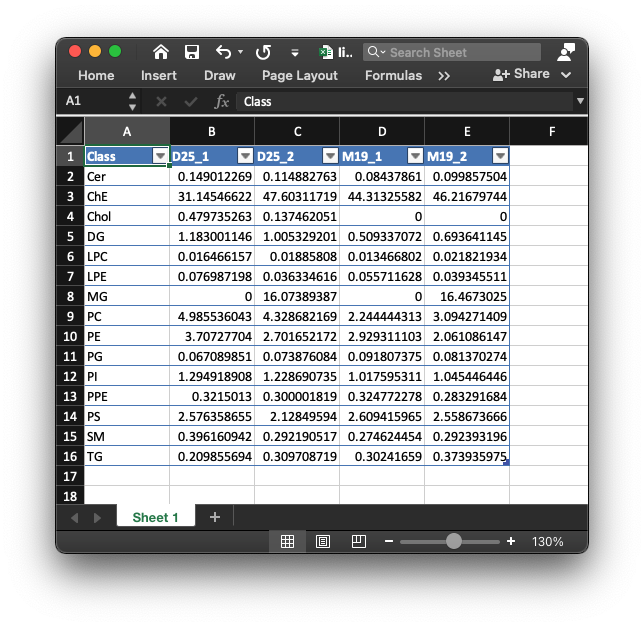 li.. Search Sheet
Home Insert Draw Page Layout Formulas >> Share
A1 fx Class
A B C D E F
1 Class D25_1 D25_2 M19_1 M19_2
2 Cer 0.149012269 0.114882763 0.08437861 0.099857504
3 ChE 31.14546622 47.60311719 44.31325582 46.21679744
4 Chol 0.479735263 0.137462051 0 0
5 DG 1.183001146 1.005329201 0.509337072 0.693641145
6 LPC 0.016466157 0.01885808 0.013466802 0.021821934
7 LPE 0.076987198 0.036334616 0.055711628 0.039345511
8 MG 0 16.07389387 0 16.4673025
9 PC 4.985536043 4.328682169 2.244444313 3.094271409
10 PE 3.70727704 2.701652172 2.929311103 2.061086147
11 PG 0.067089851 0.073876084 0.091807375 0.081370274
12 PI 1.294918908 1.228690735 1.017595311 1.045446446
13 PPE 0.3215013 0.300001819 0.324772278 0.283291684
14 PS 2.576358655 2.12849594 2.609415965 2.558673666
15 SM 0.396160942 0.292190517 0.274624454 0.292393196
16 TG 0.209855694 0.309708719 0.30241659 0.373935975
17
18
Sheet 1 +
− + 130%